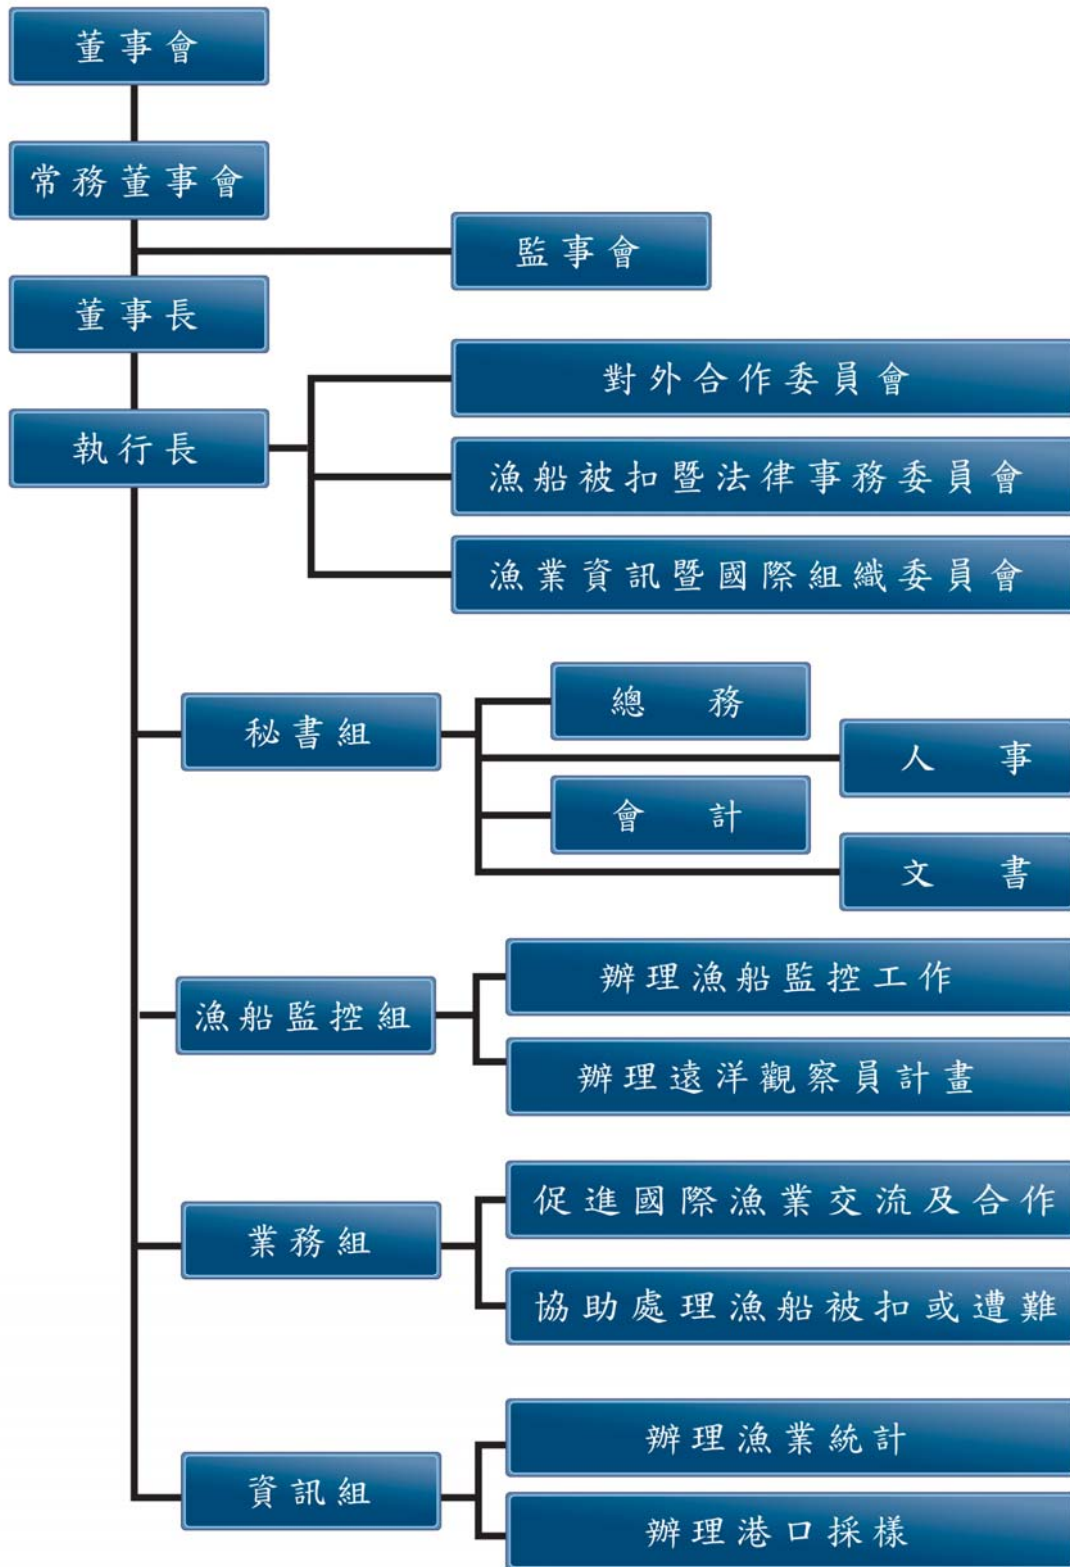 董事會
常務董事會
監事會
董事長
對外合作委員會
執行長
漁船被扣暨法律事務委員會
漁業資訊暨國際組織委員會
秘書組
總 務
人 事
會 計
文 書
漁船監控組
辦理漁船監控工作
辦理遠洋觀察員計畫
業務組
促進國際漁業交流及合作
協助處理漁船被扣或遭難
資訊組
辦理漁業統計
辦理港口採樣